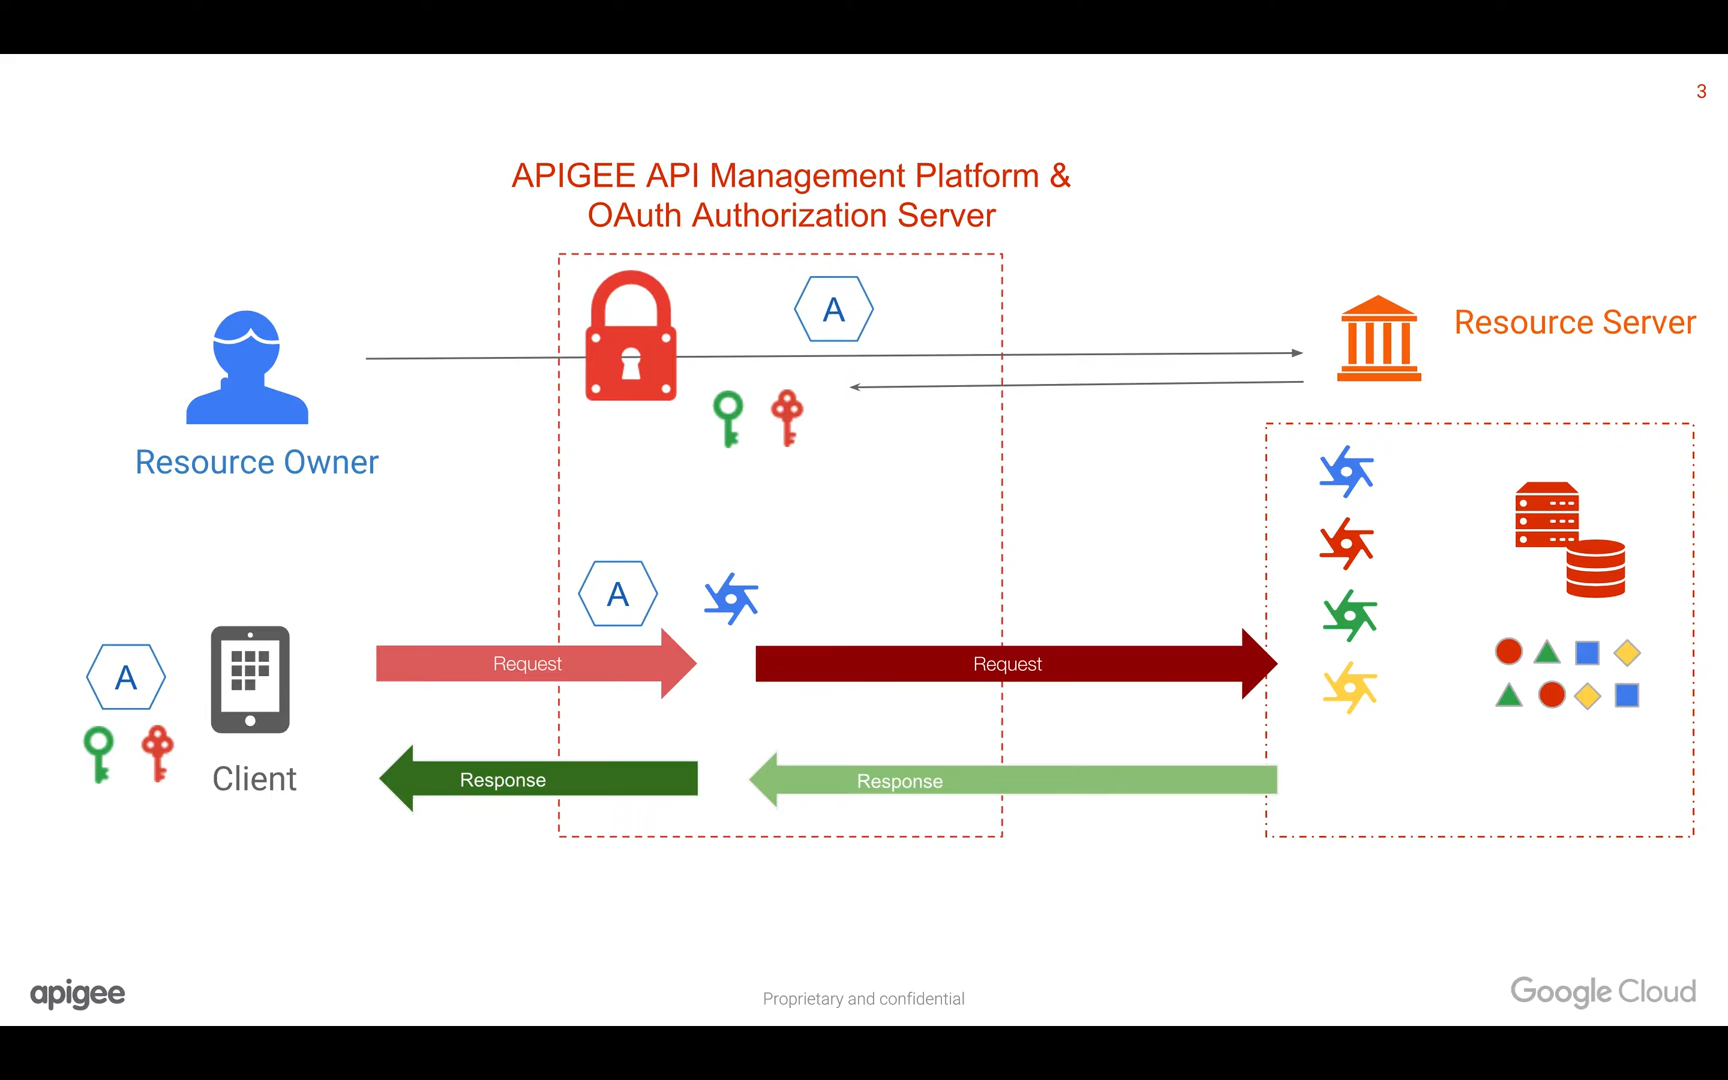 3
APIGEE API Management Platform &
OAuth Authorization Server
A
Resource Server
Resource Owner
A
A
Request
Request
Client
Response
Response
apigee
Proprietary and confidential
Google Cloud